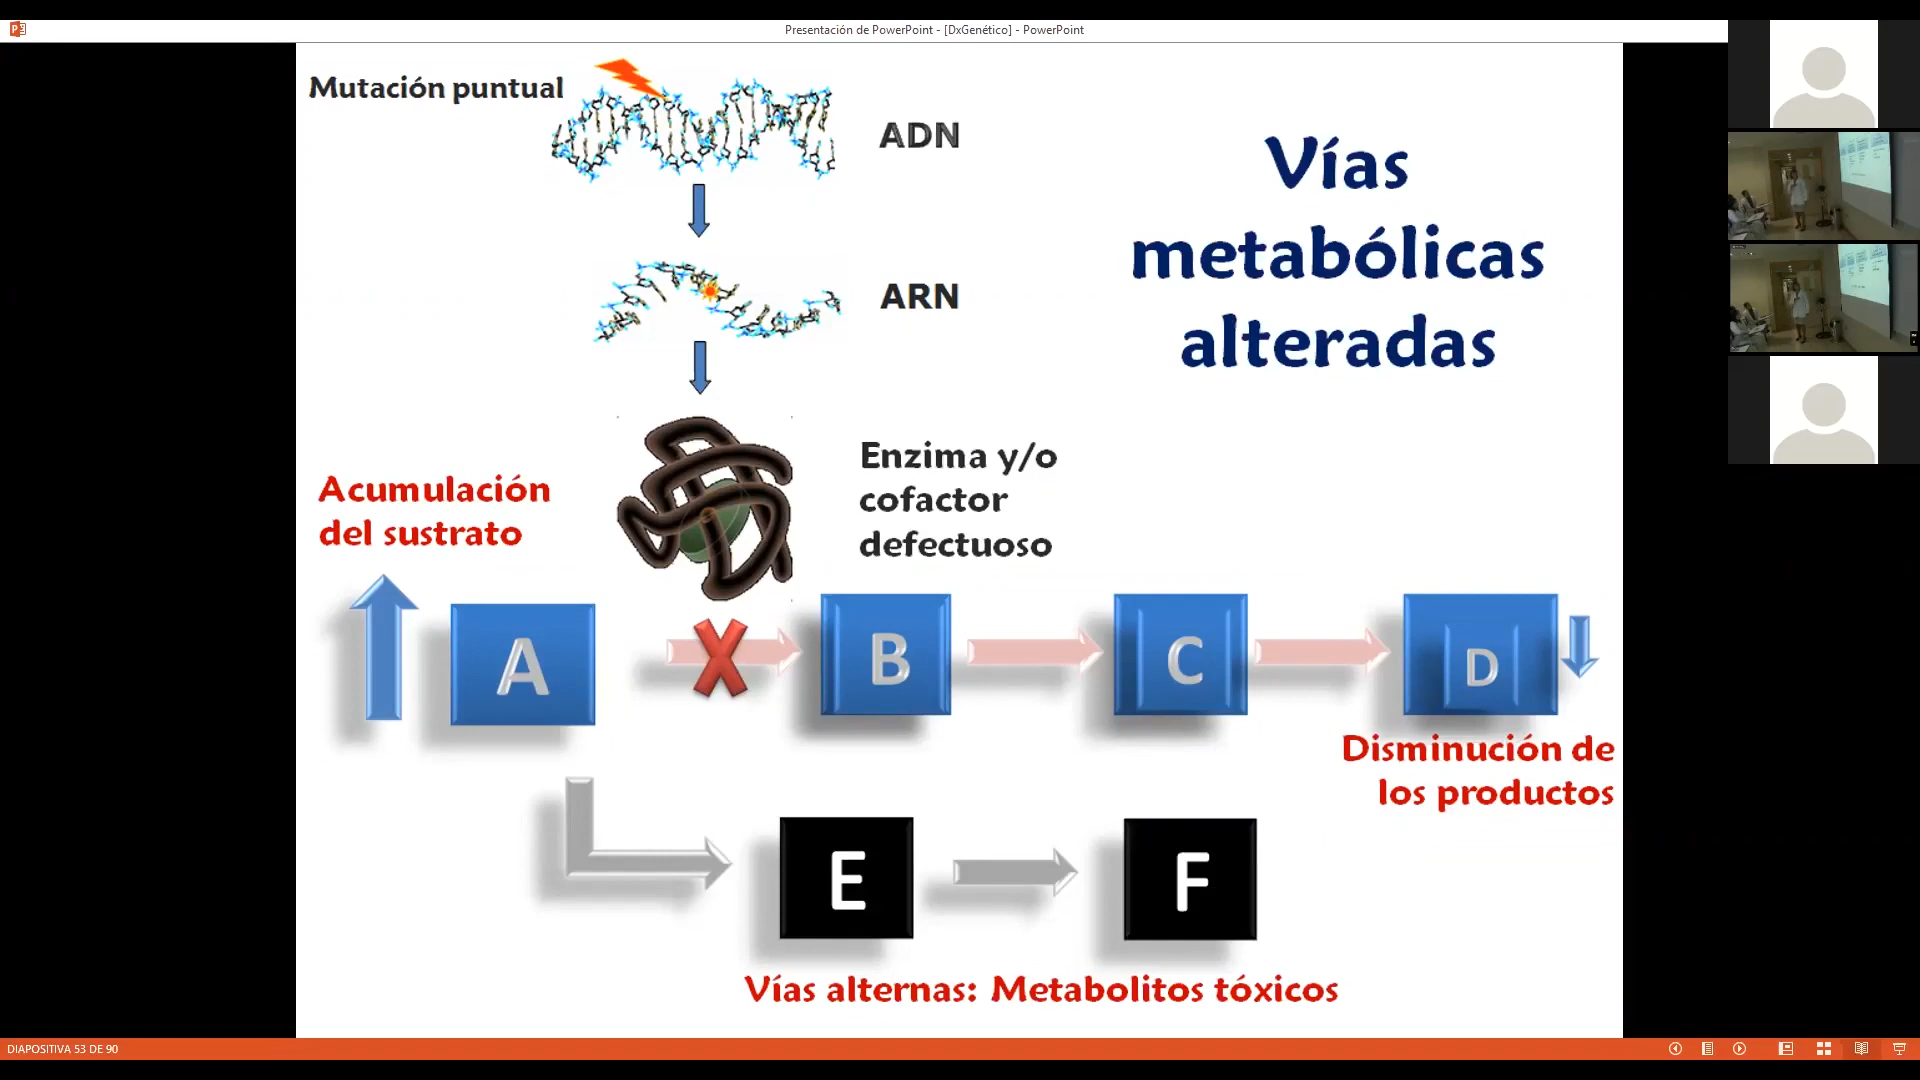 Presentación de PowerPoint - [DxGenético] - PowerPoint
Mutación puntual
ADN
Vías
metabólicas
alteradas
ARN
Enzima y/o
cofactor
defectuoso
Acumulación
del sustrato
A
X
B
C
D
Disminución de
los productos
E
F
Vías alternas: Metabolitos tóxicos
DIAPOSITIVA 53 DE 90